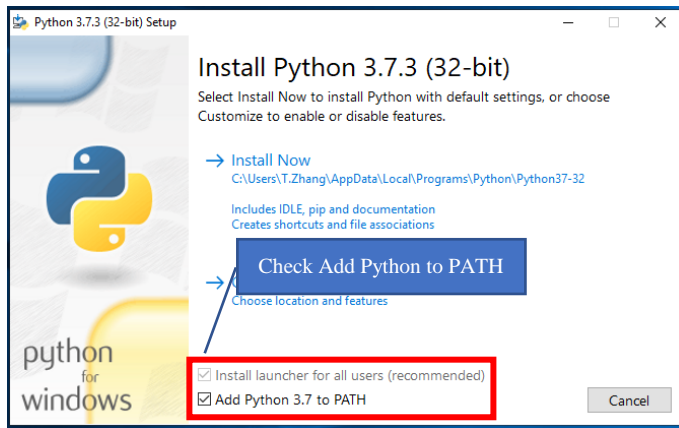 Python 3.7.3 (32-bit) Setup
Install Python 3.7.3 (32-bit)
Select Install Now to install Python with default settings, or choose
Customize to enable or disable features.
→ Install Now
C:\Users\T.Zhang\AppData\Local\Programs\Python\Python37-32
Includes IDLE, pip and documentation
Creates shortcuts and file associations
Check Add Python to PATH
→
Choose location and features
python
for
windows
Install launcher for all users (recommended)
Add Python 3.7 to PATH
Cancel